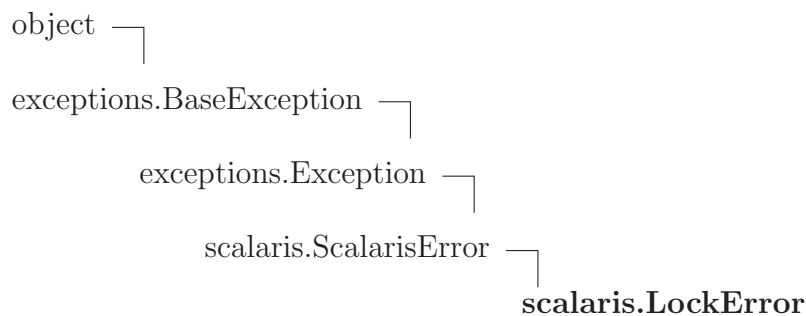 object
exceptions.BaseException
exceptions.Exception
scalaris.ScalarisError
scalaris.LockError